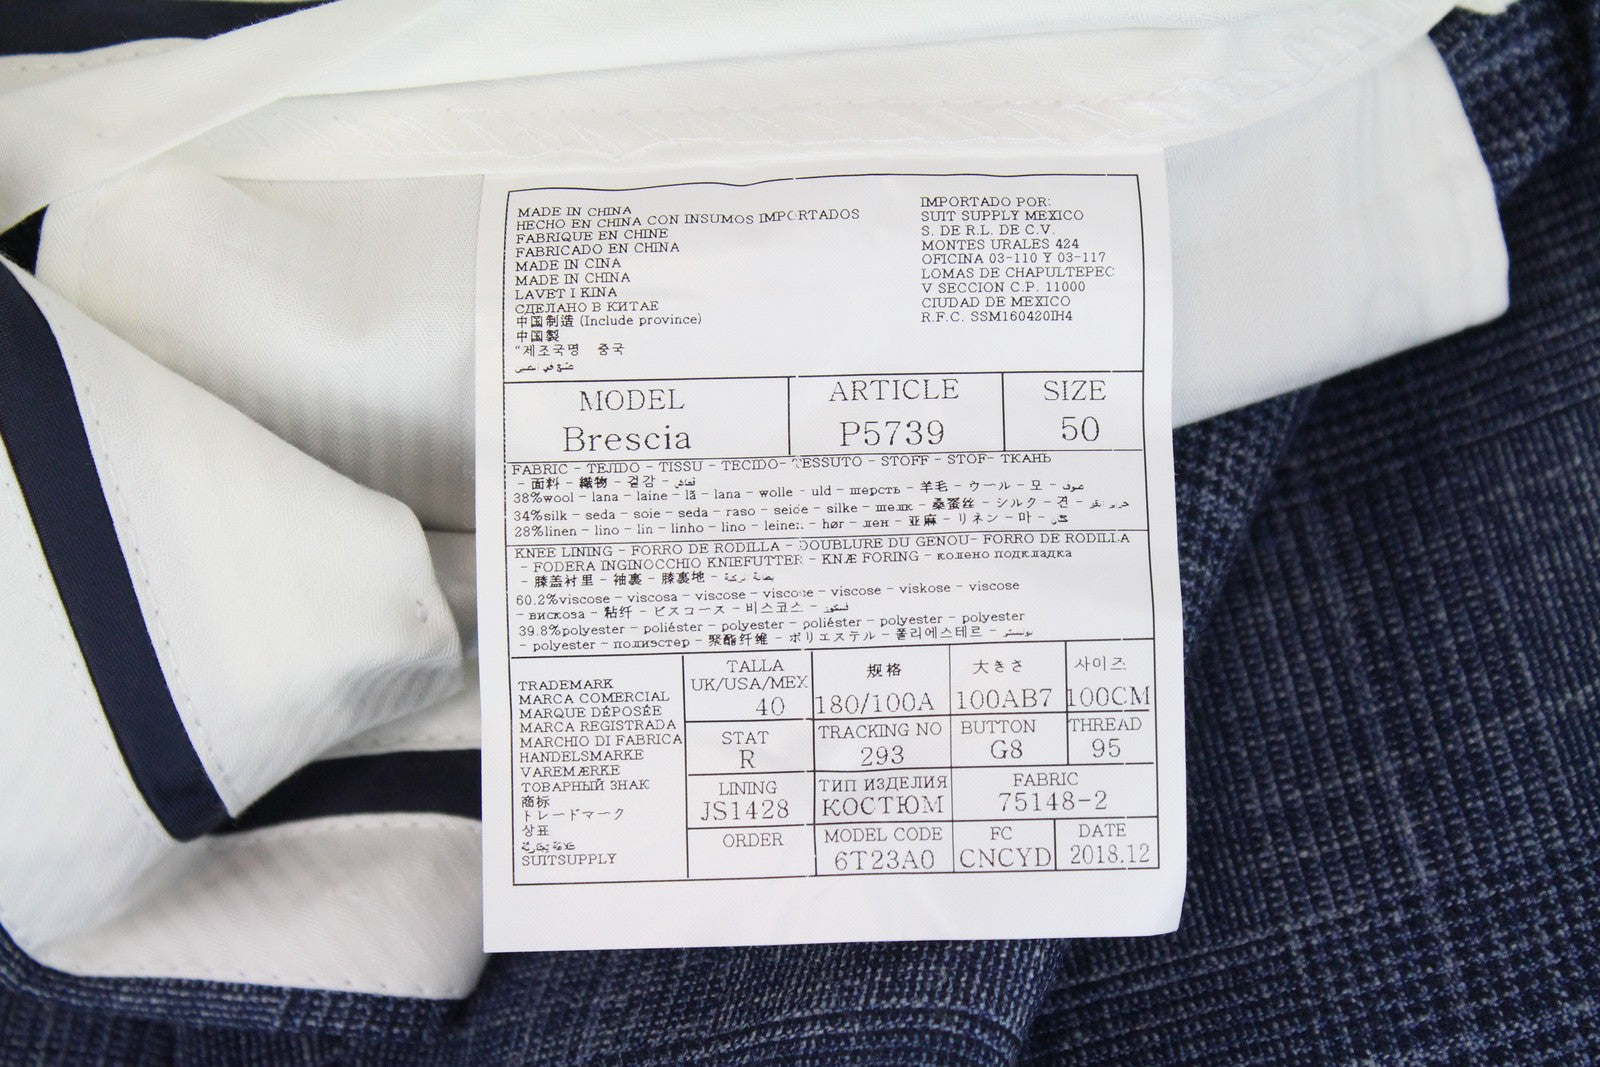 MADE IN CHINA
HECHO EN CHINA CON INSUMOS IMPORTADOS
FABRIQUE EN CHINE
FABRICADO EN CHINA
MADE IN CINA
MADE IN CHINA
LAVET I KINA
СДЕЛАНО В КИТАЕ
中国制造 (Include province)
中国製
"제조국명 중국
IMPORTADO POR:
SUIT SUPPLY MEXICO
S. DE R.L. DE C.V.
MONTES URALES 424
OFICINA 03-110 Y 03-117
LOMAS DE CHAPULTEPEC
V SECCION C.P. 11000
CIUDAD DE MEXICO
R.F.C. SSM160420IH4
MODEL
Brescia
ARTICLE
P5739
SIZE
50
FABRIC - TEJIDO - TISSU - TECIDO- TESSUTO - STOFF - STOF- ТКАНЬ
- 面料 - 織物 - 겉감 - قماش
38%wool - lana - laine - lã - lana - wolle - uld - шерсть - 羊毛 - ウール - 모 - صوف
34%silk - seda - soie - seda - raso - seide - silke - шелк - 桑蚕丝 - シルク - 견 -
28%linen - lino - lin - linho - lino - leinen - hør - лен - 亚麻 - リネン - 마 -
KNEE LINING - FORRO DE RODILLA - DOUBLURE DU GENOU- FORRO DE RODILLA
- FODERA INGINOCCHIO KNIEFUTTER - KNÆ FORING - колено подкладка
- 膝盖衬里 - 袖裏 - 膝裏地 -
60.2%viscose - viscosa - viscose - viscose - viscose - viskose - viscose
- вискоза - 粘纤 - ビスコース - 비스코스 -
39.8%polyester - poliéster - polyester - poliéster - polyester - polyester
- polyester - полиэстер - 聚酯纤维 - ポリエステル - 폴리에스테르 -
TRADEMARK
MARCA COMERCIAL
MARQUE DÉPOSÉE
MARCA REGISTRADA
MARCHIO DI FABRICA
HANDELSMARKE
VAREMÆRKE
ТОВАРНЫЙ ЗНАК
商标
トレードマーク
상표
علامة تجارية
SUITSUPPLY
TALLA
UK/USA/MEX
40
规格
180/100A
大きさ
100AB7
사이즈
100CM
STAT
R
TRACKING NO
293
BUTTON
G8
THREAD
95
LINING
JS1428
ТИП ИЗДЕЛИЯ
КОСТЮМ
FABRIC
75148-2
ORDER
MODEL CODE
6T23A0
FC
CNCYD
DATE
2018.12